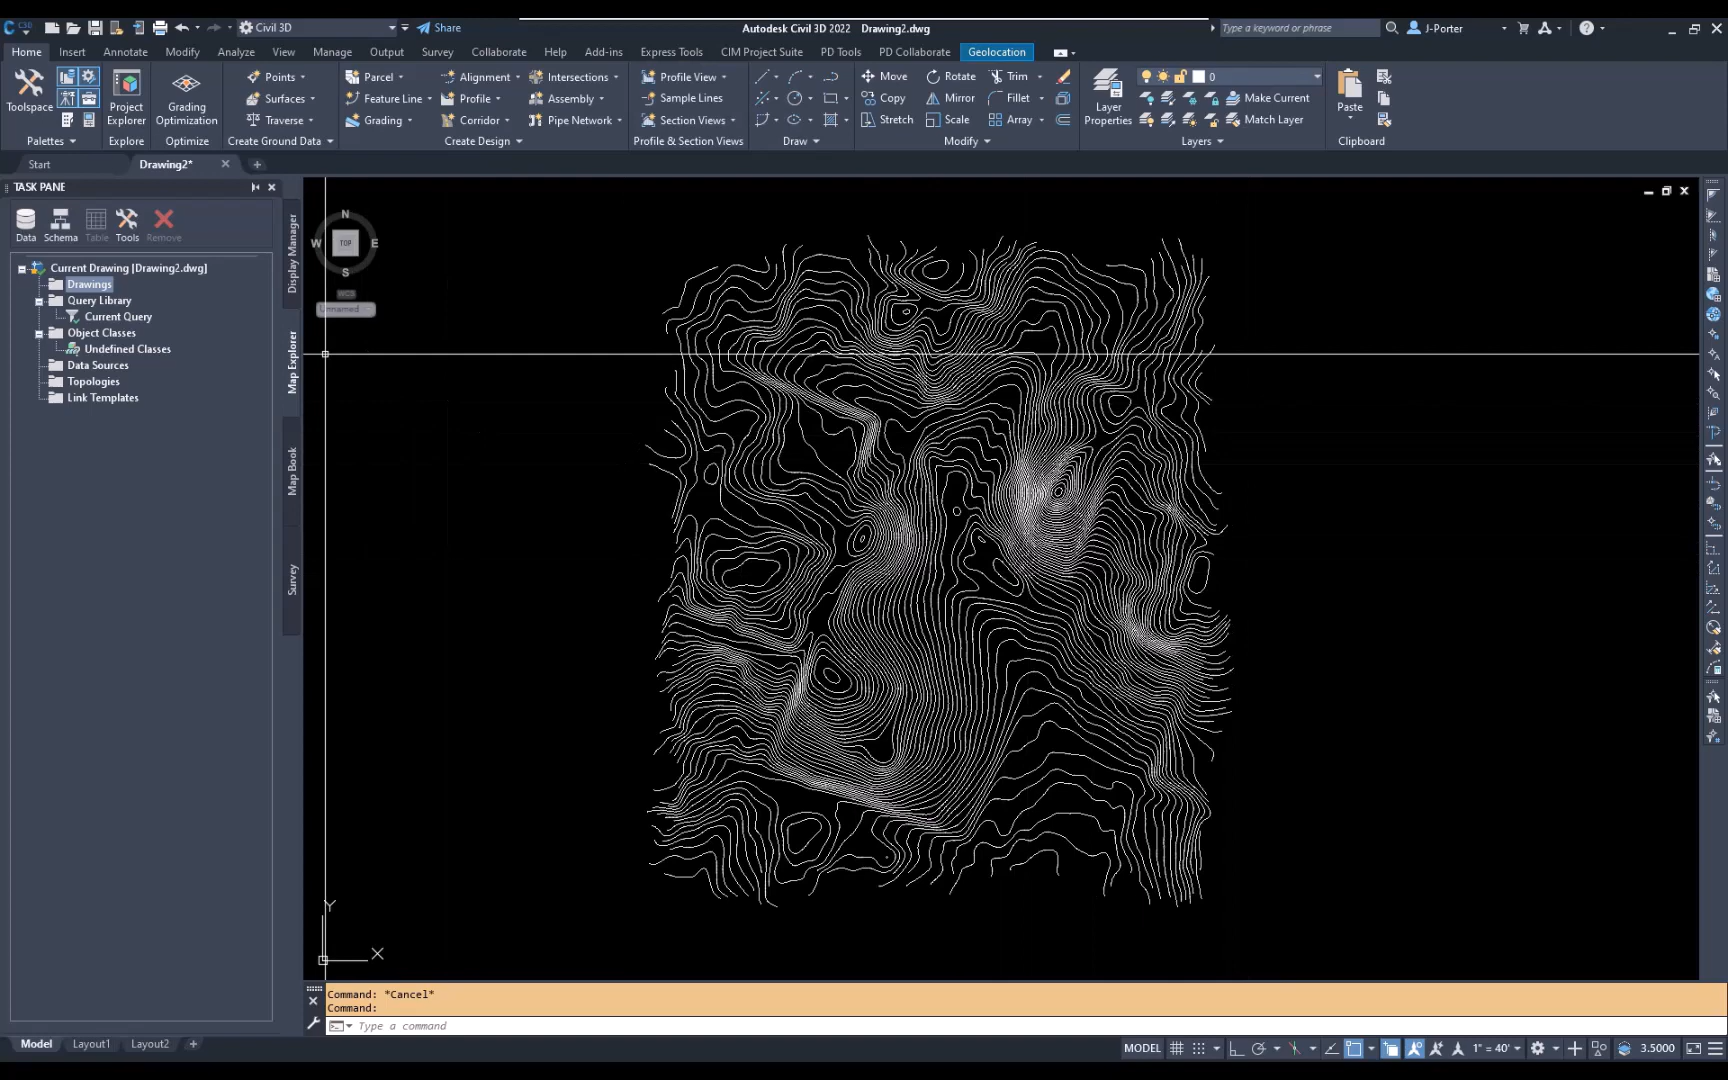 C3D
Civil 3D
Share
Autodesk Civil 3D 2022 Drawing2.dwg
Type a keyword or phrase
J-Porter
Home Insert Annotate Modify Analyze View Manage Output Survey Collaborate Help Add-ins Express Tools CIM Project Suite PD Tools PD Collaborate Geolocation
Toolspace
Project Explorer
Grading Optimization
Points
Surfaces
Traverse
Parcel
Feature Line
Grading
Alignment
Profile
Corridor
Intersections
Assembly
Pipe Network
Profile View
Sample Lines
Section Views
Move
Copy
Stretch
Rotate
Mirror
Scale
Trim
Fillet
Array
Layer Properties
0
Make Current
Match Layer
Paste
Palettes Explore Optimize Create Ground Data Create Design Profile & Section Views Draw Modify Layers Clipboard
Start Drawing2*
TASK PANE
Data Schema Table Tools Remove
Current Drawing [Drawing2.dwg]
Drawings
Query Library
Current Query
Object Classes
Undefined Classes
Data Sources
Topologies
Link Templates
Display Manager
Map Explorer
Map Book
Survey
N
W TOP E
S
WCS
Unnamed
Y
X
Command: *Cancel*
Command:
Type a command
Model Layout1 Layout2
MODEL 1" = 40' 3.5000